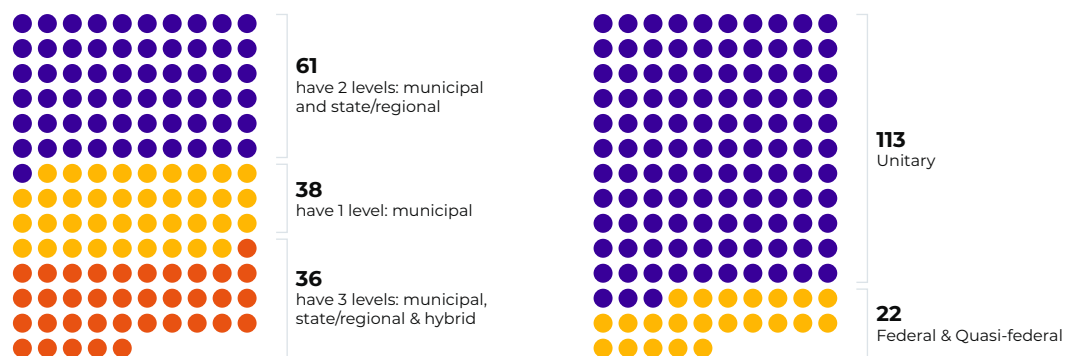 61
have 2 levels: municipal
and state/regional
38
have 1 level: municipal
36
have 3 levels: municipal,
state/regional & hybrid
113
Unitary
22
Federal & Quasi-federal